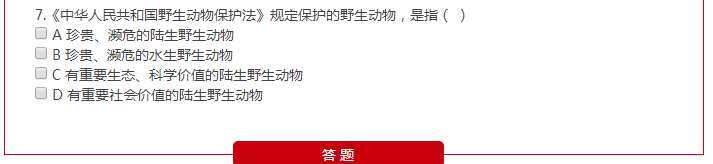 7.《中华人民共和国野生动物保护法》规定保护的野生动物，是指（  ）
A 珍贵、濒危的陆生野生动物
B 珍贵、濒危的水生野生动物
C 有重要生态、科学价值的陆生野生动物
D 有重要社会价值的陆生野生动物
答 题